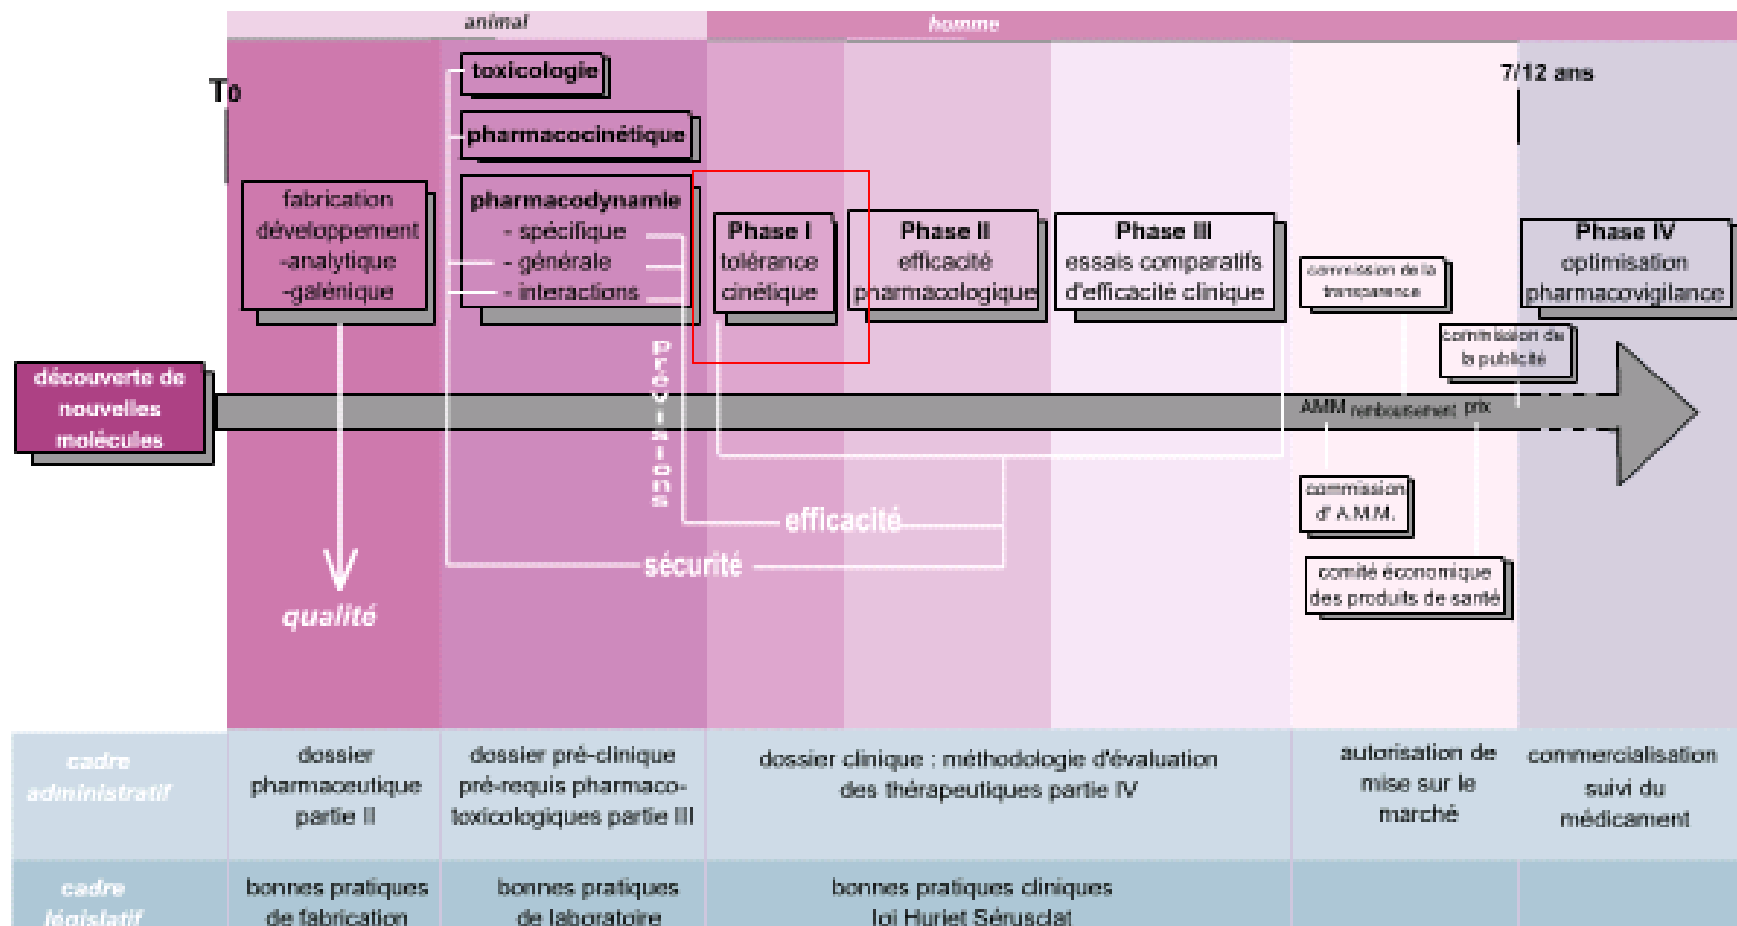 animal
homme
T0
7/12 ans
toxicologie
pharmacocinétique
pharmacodynamie
- spécifique
- générale
- interactions
fabrication
développement
-analytique
-galénique
Phase I
tolérance
cinétique
Phase II
efficacité
pharmacologique
Phase III
essais comparatifs
d'efficacité clinique
commission de la
transparence
Phase IV
optimisation
pharmacovigilance
commission de
la publicité
découverte de
nouvelles
molécules
prévisions
AMM remboursement prix
commission
d' A.M.M.
comité économique
des produits de santé
efficacité
sécurité
qualité
cadre
administratif
dossier
pharmaceutique
partie II
dossier pré-clinique
pré-requis pharmaco-
toxicologiques partie III
dossier clinique : méthodologie d'évaluation
des thérapeutiques partie IV
autorisation de
mise sur le
marché
commercialisation
suivi du
médicament
cadre
législatif
bonnes pratiques
de fabrication
bonnes pratiques
de laboratoire
bonnes pratiques cliniques
loi Huriet Sérusclat